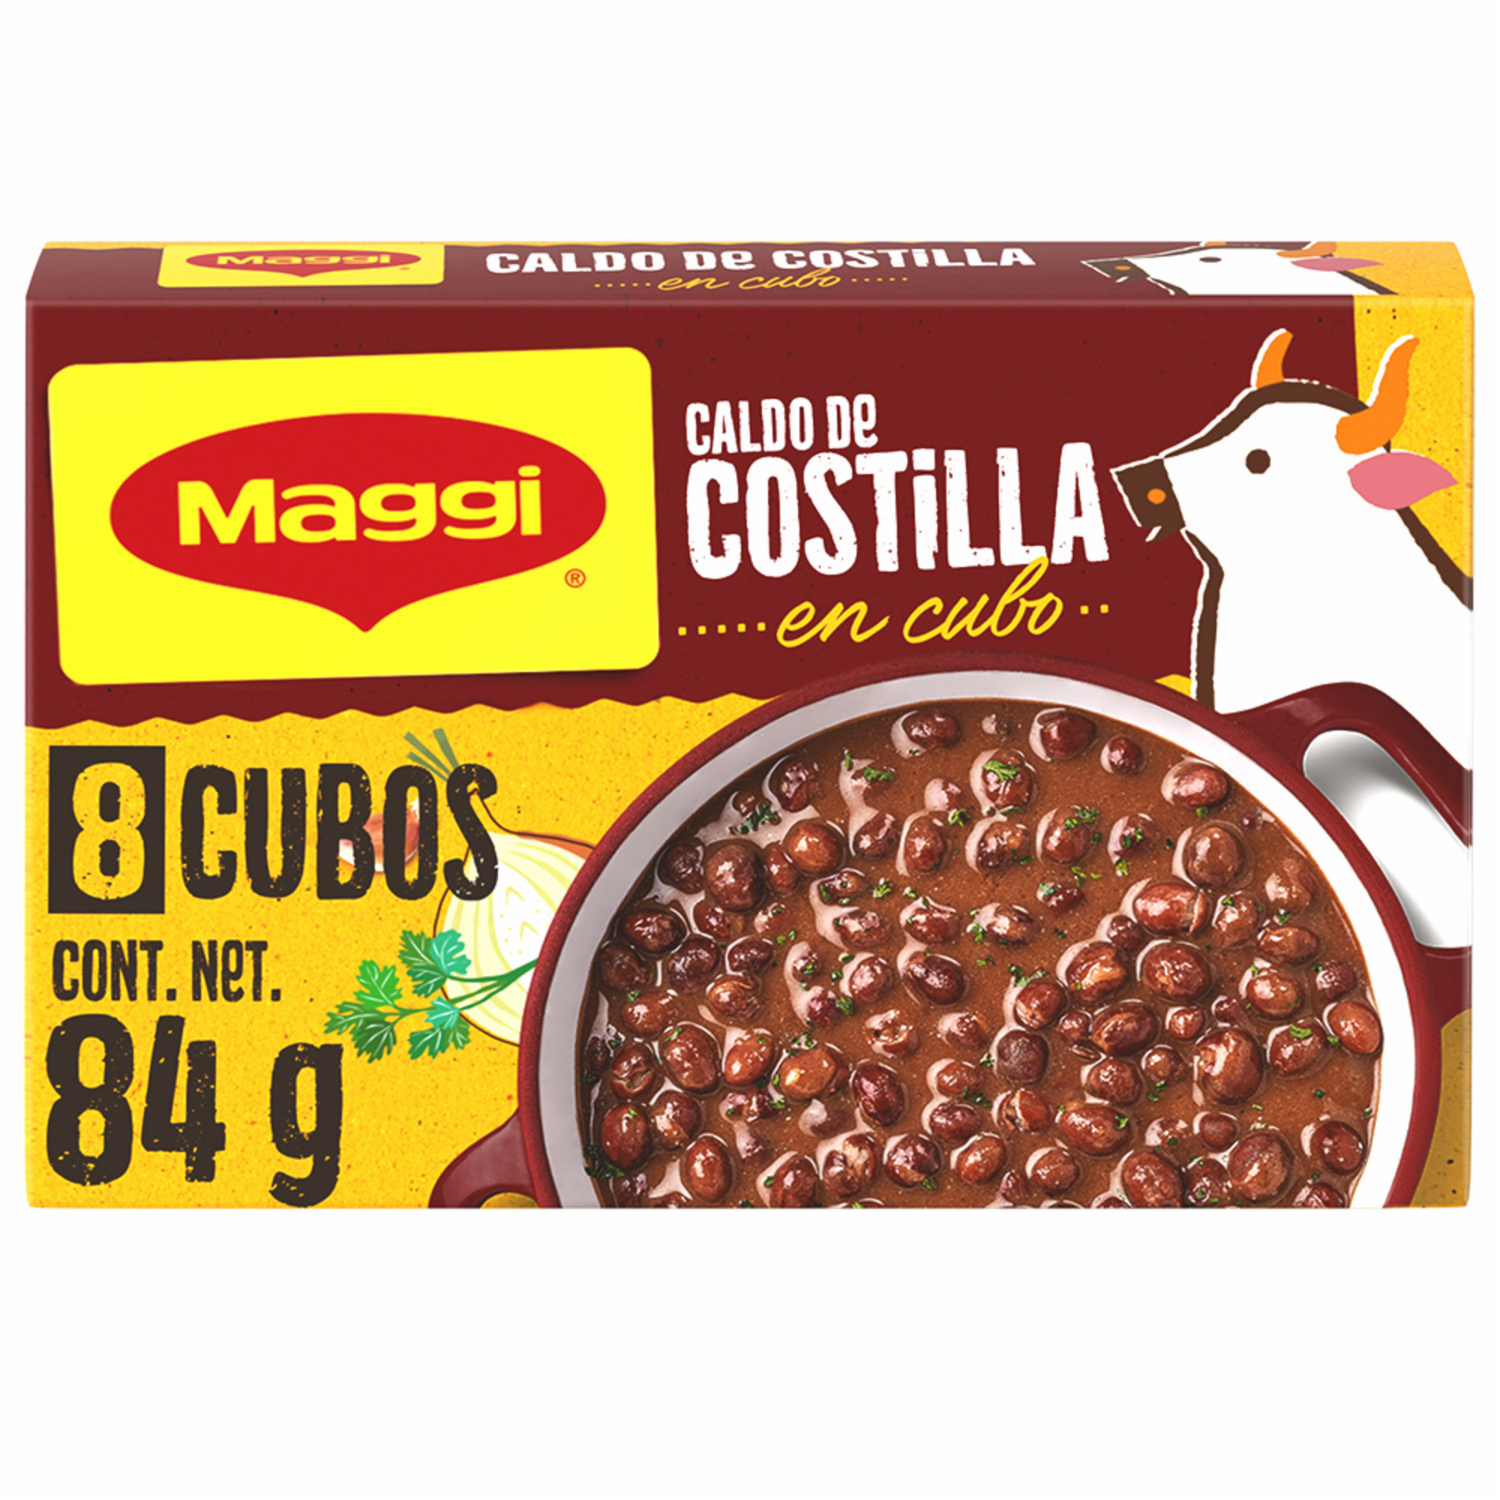 Maggi
CALDO DE COSTILLA
en cubo
Maggi
®
CALDO DE
COSTILLA
en cubo
8 CUBOS
CONT. NET.
84 g